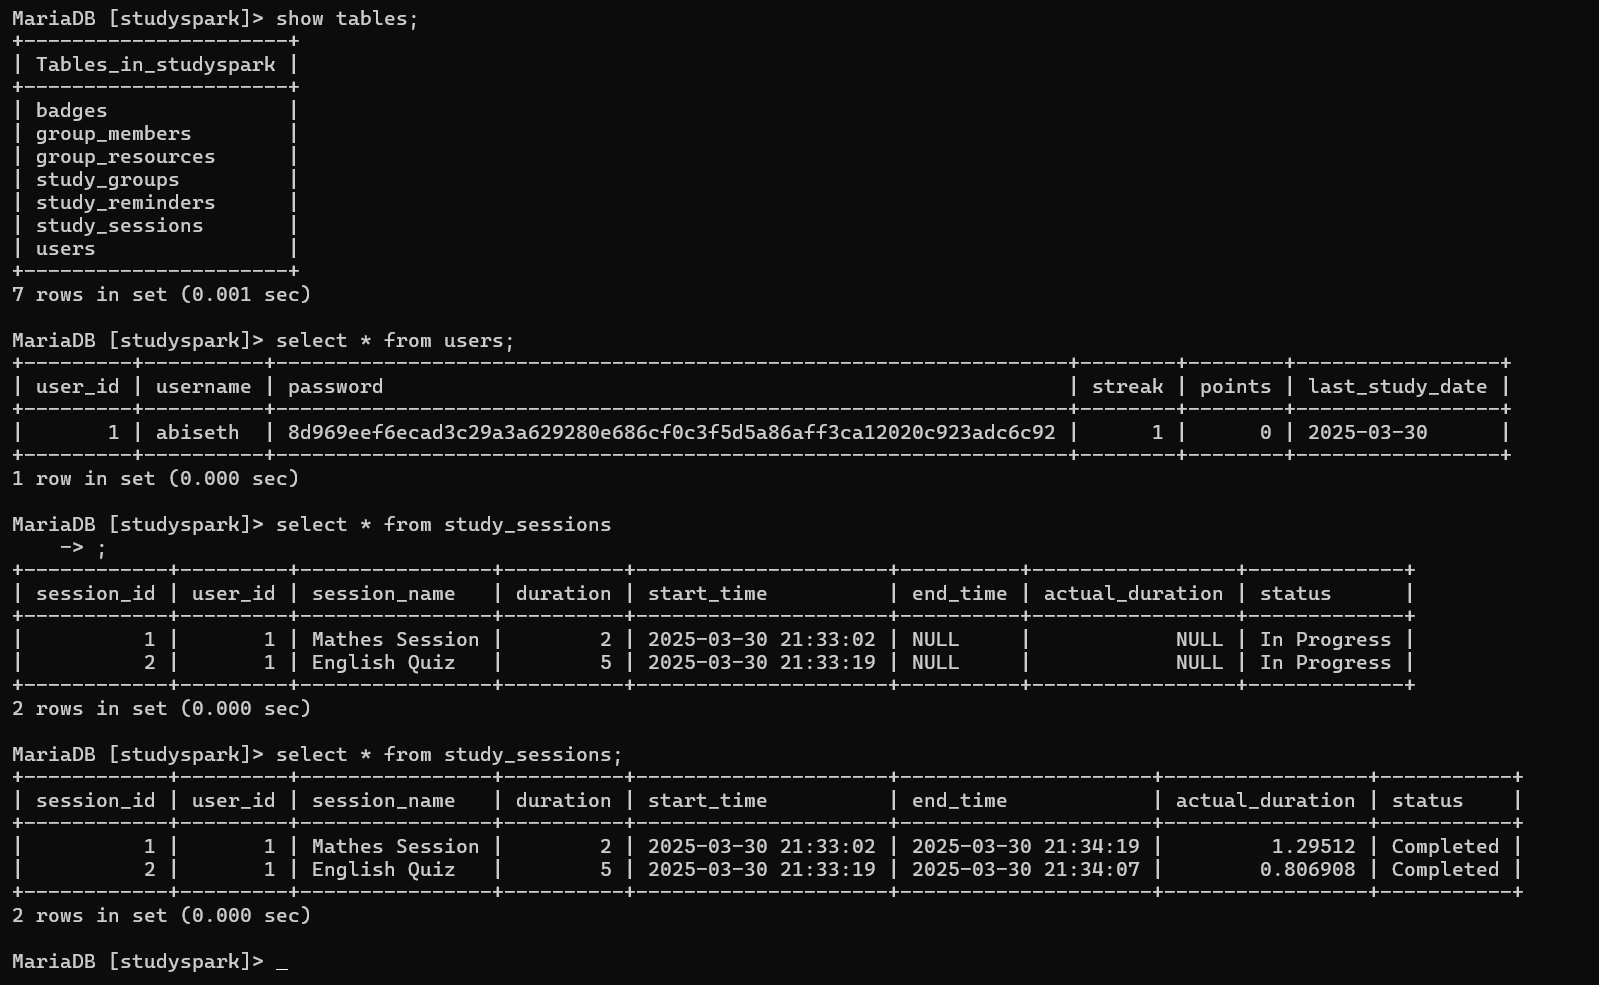 MariaDB [studyspark]> show tables;
+----------------------+
| Tables_in_studyspark |
+----------------------+
| badges               |
| group_members        |
| group_resources      |
| study_groups         |
| study_reminders      |
| study_sessions       |
| users                |
+----------------------+
7 rows in set (0.001 sec)

MariaDB [studyspark]> select * from users;
+---------+----------+------------------------------------------------------------------+--------+--------+-----------------+
| user_id | username | password                                                         | streak | points | last_study_date |
+---------+----------+------------------------------------------------------------------+--------+--------+-----------------+
|       1 | abiseth  | 8d969eef6ecad3c29a3a629280e686cf0c3f5d5a86aff3ca12020c923adc6c92 |      1 |      0 | 2025-03-30      |
+---------+----------+------------------------------------------------------------------+--------+--------+-----------------+
1 row in set (0.000 sec)

MariaDB [studyspark]> select * from study_sessions
    -> ;
+------------+---------+----------------+----------+---------------------+----------+-----------------+-------------+
| session_id | user_id | session_name   | duration | start_time          | end_time | actual_duration | status      |
+------------+---------+----------------+----------+---------------------+----------+-----------------+-------------+
|          1 |       1 | Mathes Session |        2 | 2025-03-30 21:33:02 | NULL     |            NULL | In Progress |
|          2 |       1 | English Quiz   |        5 | 2025-03-30 21:33:19 | NULL     |            NULL | In Progress |
+------------+---------+----------------+----------+---------------------+----------+-----------------+-------------+
2 rows in set (0.000 sec)

MariaDB [studyspark]> select * from study_sessions;
+------------+---------+----------------+----------+---------------------+---------------------+-----------------+-----------+
| session_id | user_id | session_name   | duration | start_time          | end_time            | actual_duration | status    |
+------------+---------+----------------+----------+---------------------+---------------------+-----------------+-----------+
|          1 |       1 | Mathes Session |        2 | 2025-03-30 21:33:02 | 2025-03-30 21:34:19 |         1.29512 | Completed |
|          2 |       1 | English Quiz   |        5 | 2025-03-30 21:33:19 | 2025-03-30 21:34:07 |        0.806908 | Completed |
+------------+---------+----------------+----------+---------------------+---------------------+-----------------+-----------+
2 rows in set (0.000 sec)

MariaDB [studyspark]> _